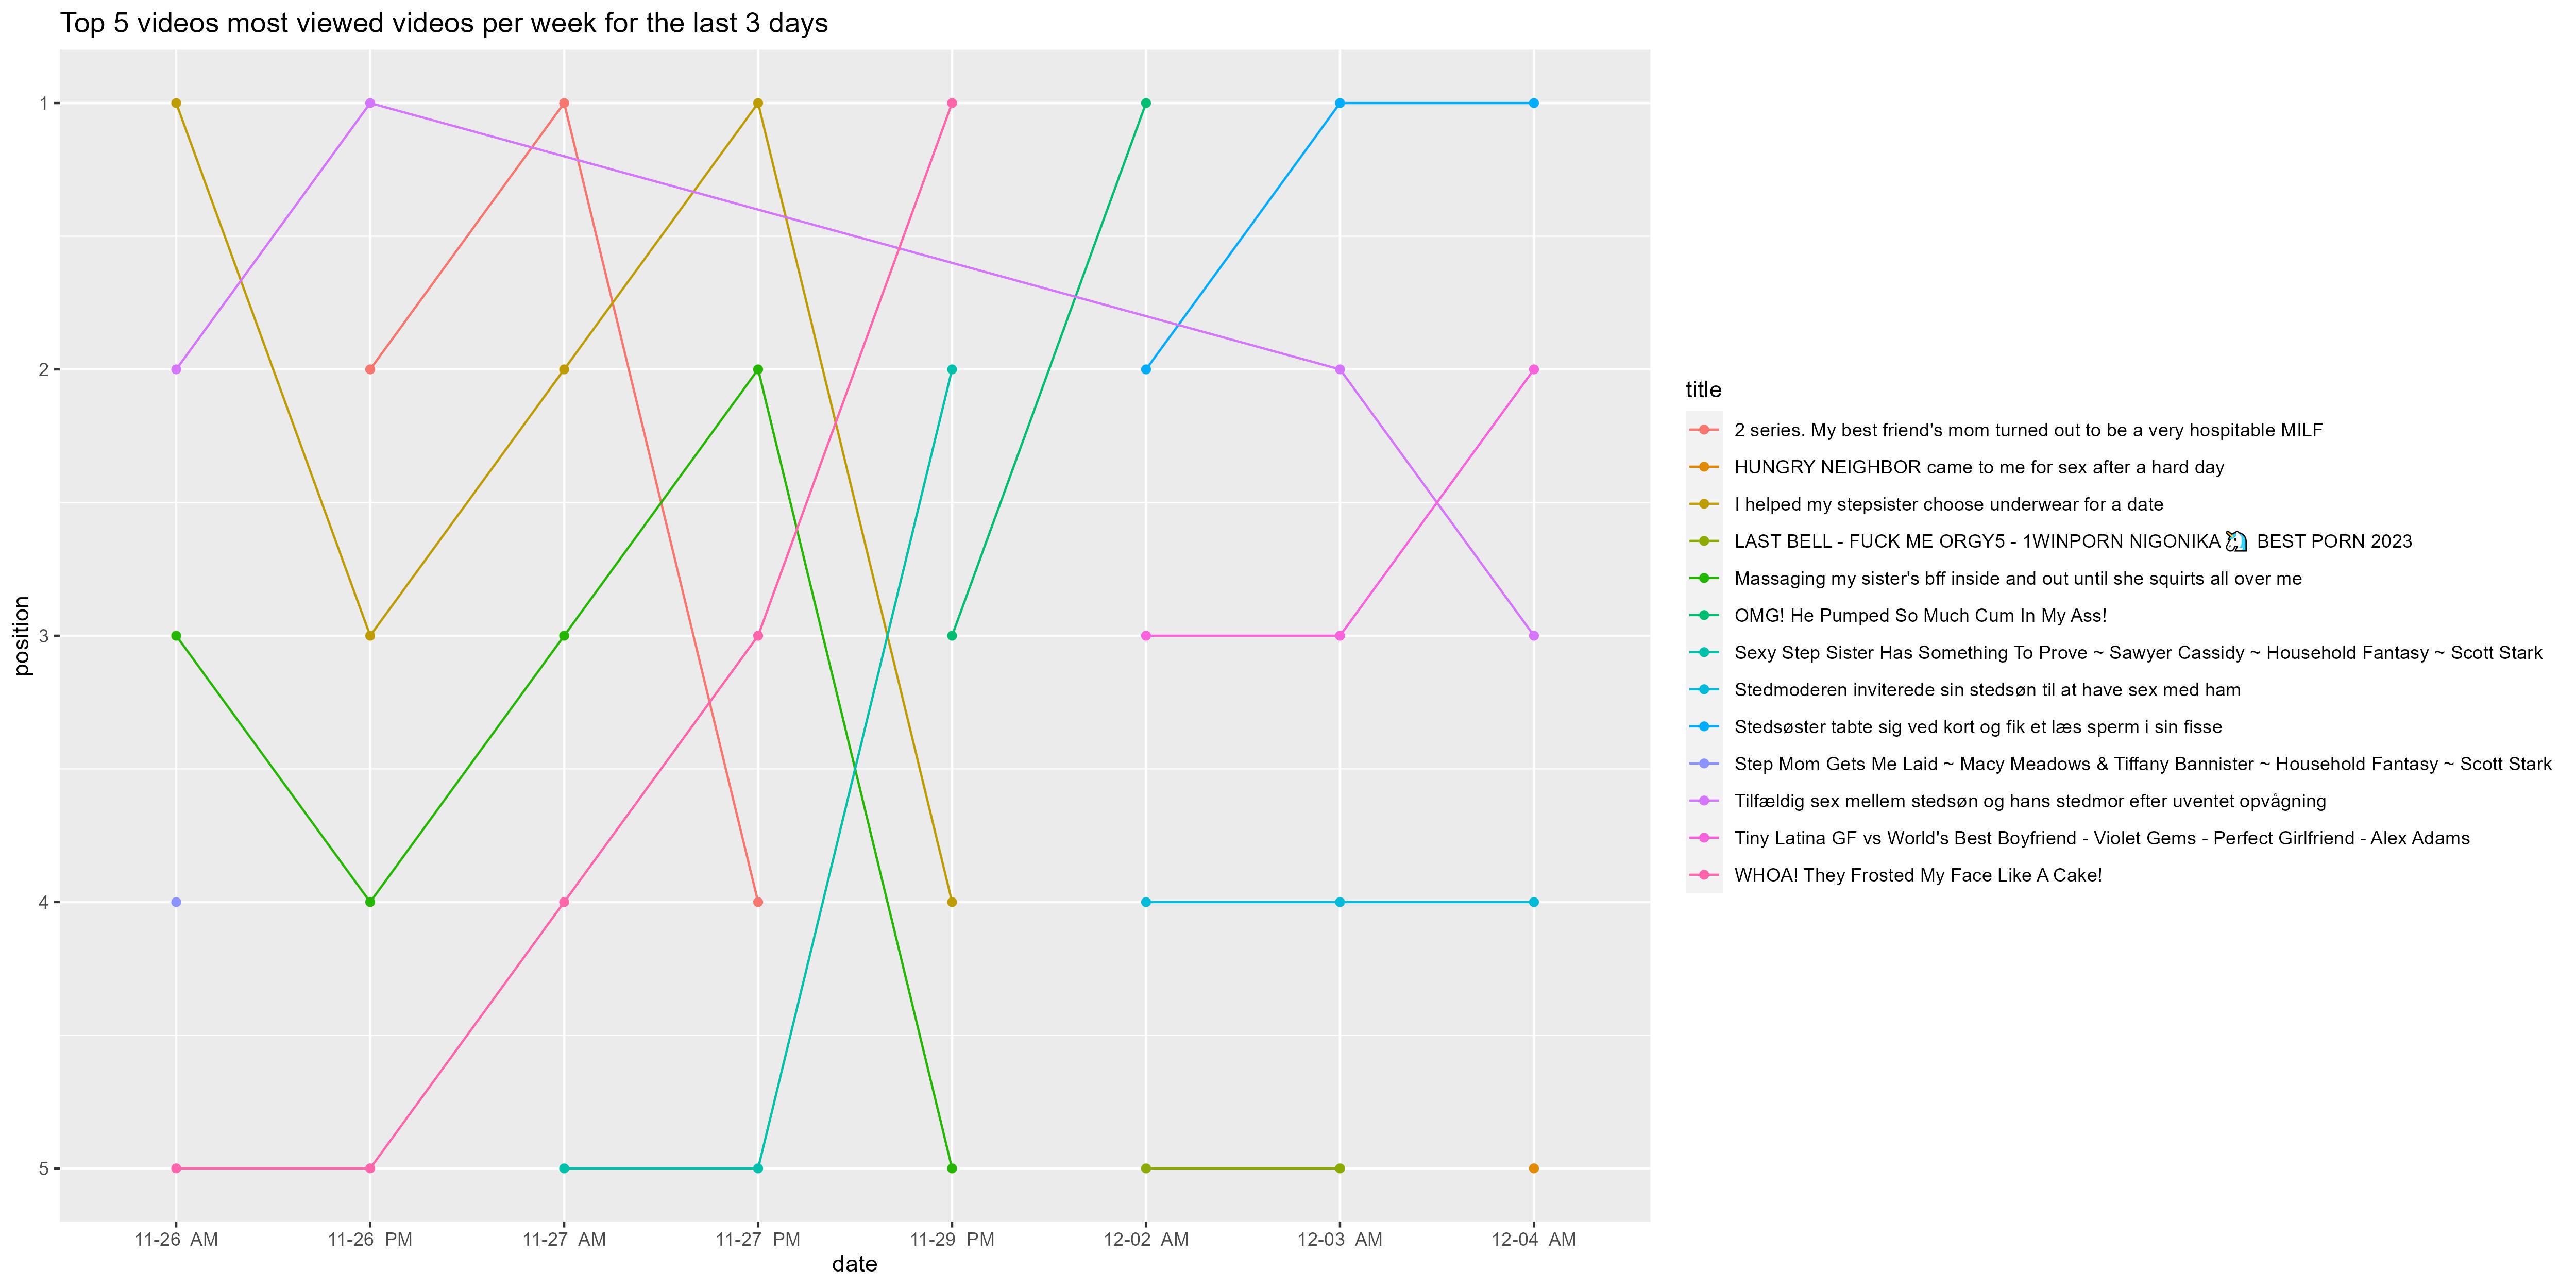 Top 5 videos most viewed videos per week for the last 3 days
position
1
2
3
4
5
11-26 AM
11-26 PM
11-27 AM
11-27 PM
11-29 PM
12-02 AM
12-03 AM
12-04 AM
date
title
2 series. My best friend's mom turned out to be a very hospitable MILF
HUNGRY NEIGHBOR came to me for sex after a hard day
I helped my stepsister choose underwear for a date
LAST BELL - FUCK ME ORGY5 - 1WINPORN NIGONIKA🦄 BEST PORN 2023
Massaging my sister's bff inside and out until she squirts all over me
OMG! He Pumped So Much Cum In My Ass!
Sexy Step Sister Has Something To Prove ~ Sawyer Cassidy ~ Household Fantasy ~ Scott Stark
Stedmoderen inviterede sin stedsøn til at have sex med ham
Stedsøster tabte sig ved kort og fik et læs sperm i sin fisse
Step Mom Gets Me Laid ~ Macy Meadows & Tiffany Bannister ~ Household Fantasy ~ Scott Stark
Tilfældig sex mellem stedsøn og hans stedmor efter uventet opvågning
Tiny Latina GF vs World's Best Boyfriend - Violet Gems - Perfect Girlfriend - Alex Adams
WHOA! They Frosted My Face Like A Cake!